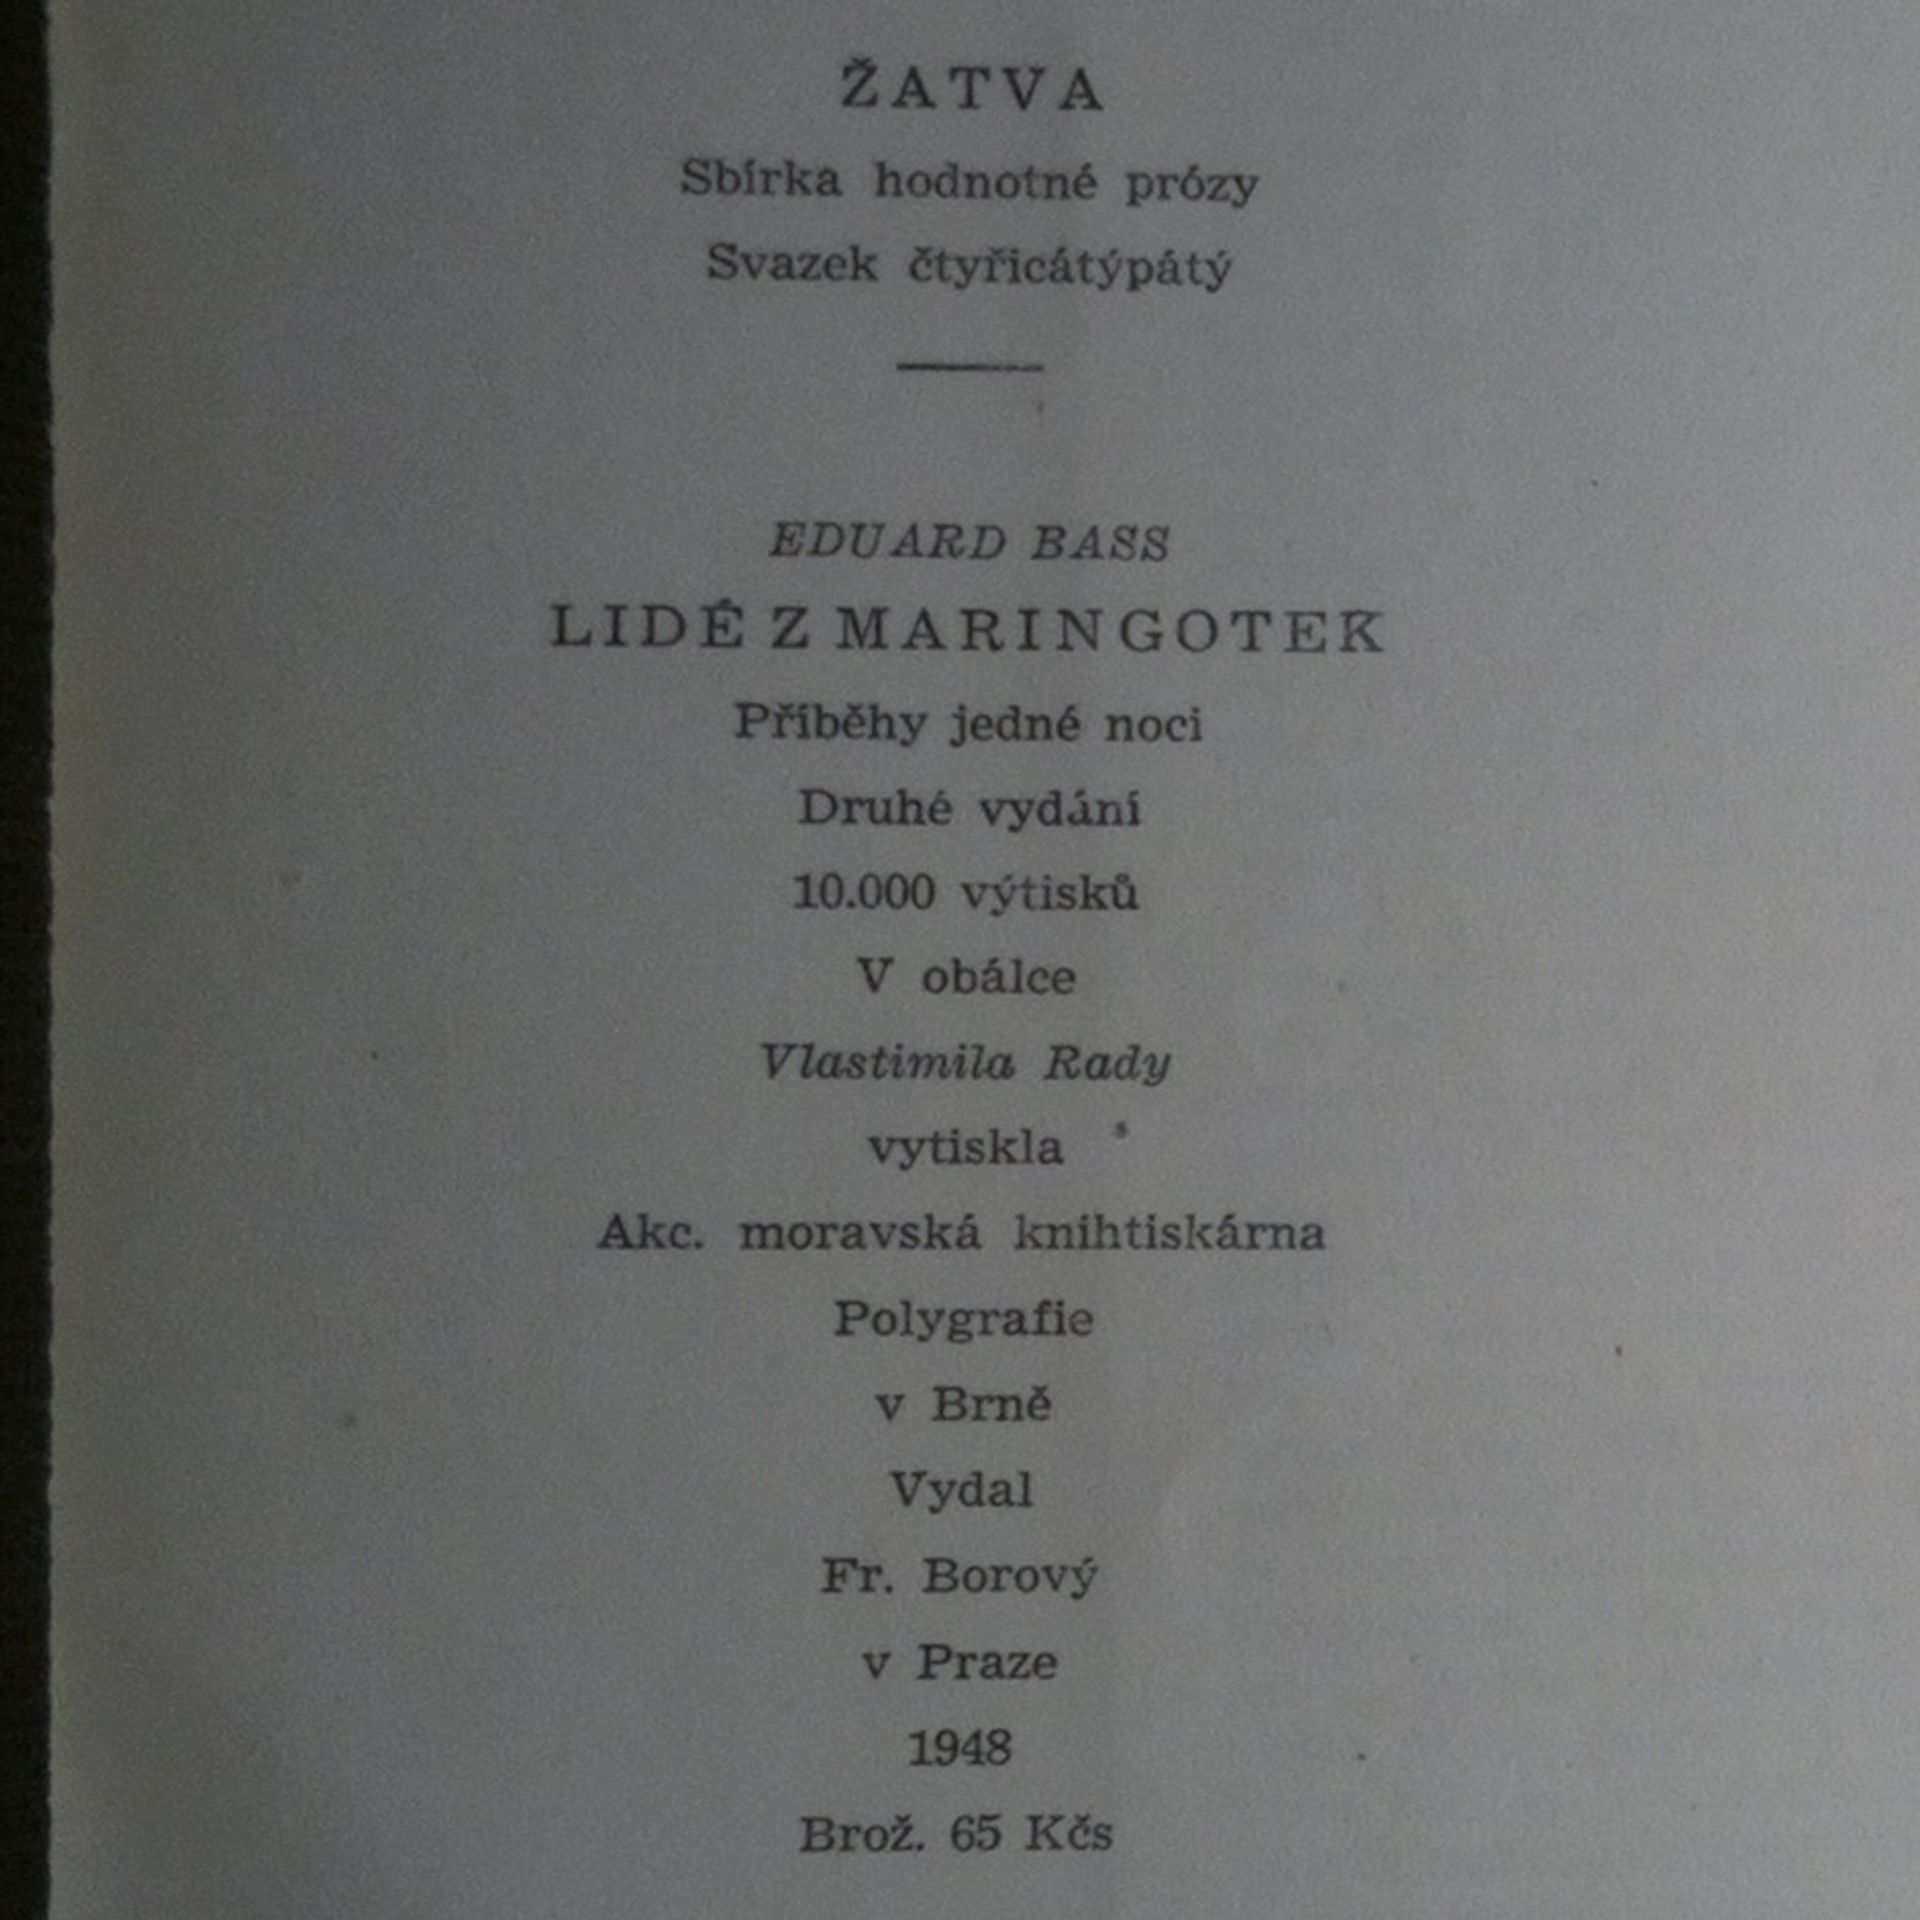 ŽATVA
Sbírka hodnotné prózy
Svazek čtyřicátýpátý
EDUARD BASS
LIDÉ Z MARINGOTEK
Příběhy jedné noci
Druhé vydání
10.000 výtisků
V obálce
Vlastimila Rady
vytiskla
Akc. moravská knihtiskárna
Polygrafie
v Brně
Vydal
Fr. Borový
v Praze
1948
Brož. 65 Kčs